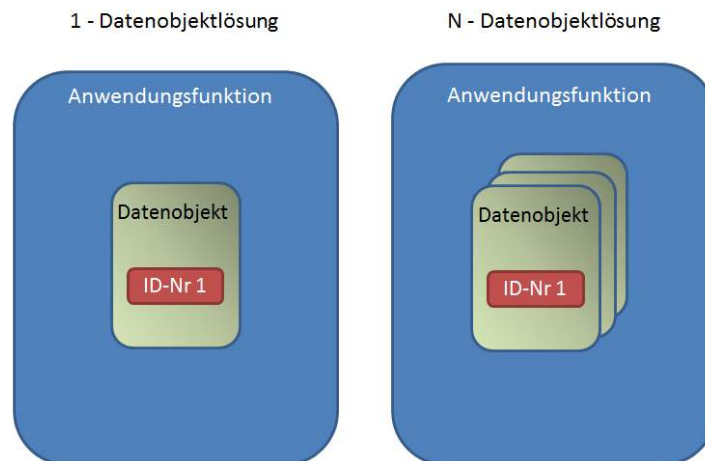 1 - Datenobjektlösung
N - Datenobjektlösung
Anwendungsfunktion
Anwendungsfunktion
Datenobjekt
Datenobjekt
ID-Nr 1
ID-Nr 1